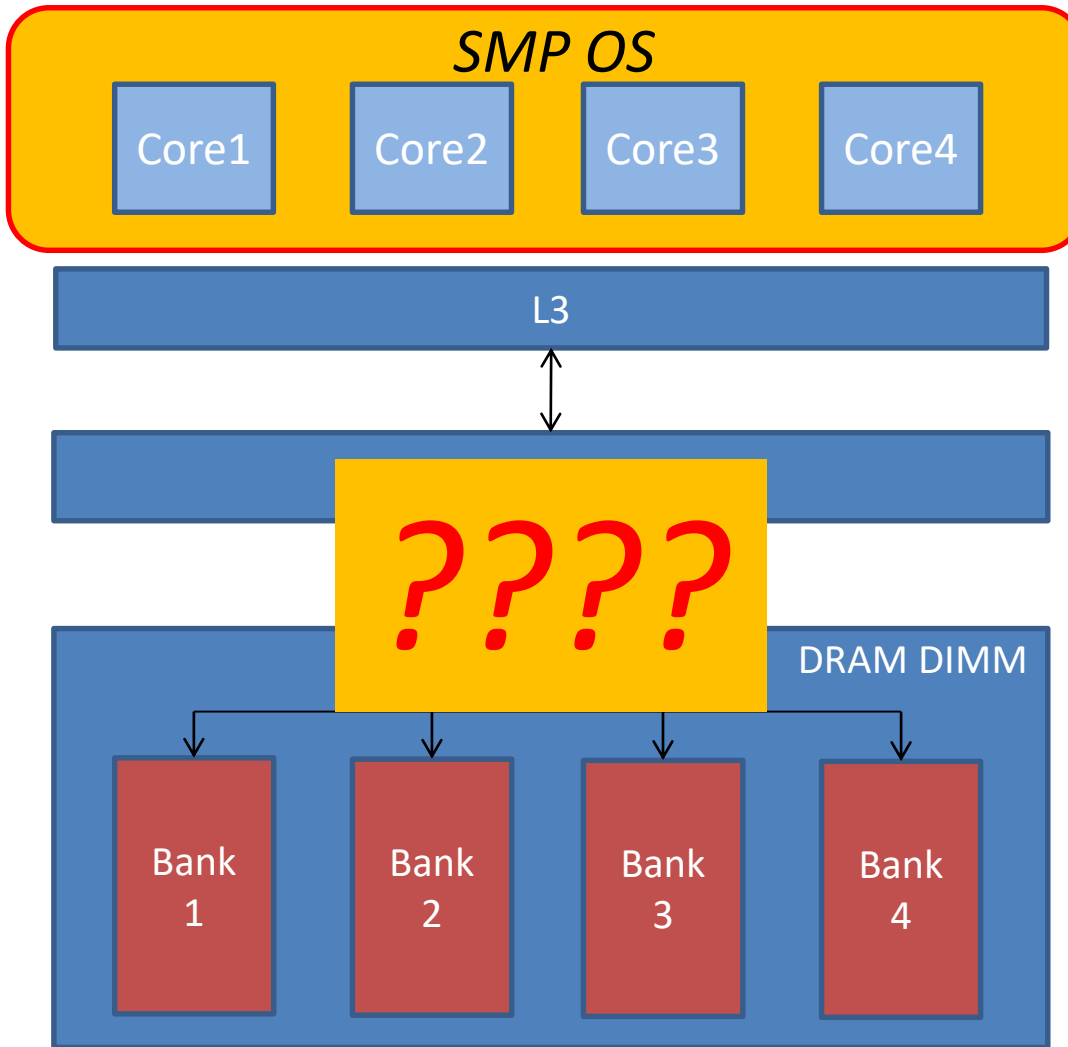 SMP OS
Core1
Core2
Core3
Core4
L3
????
DRAM DIMM
Bank
1
Bank
2
Bank
3
Bank
4